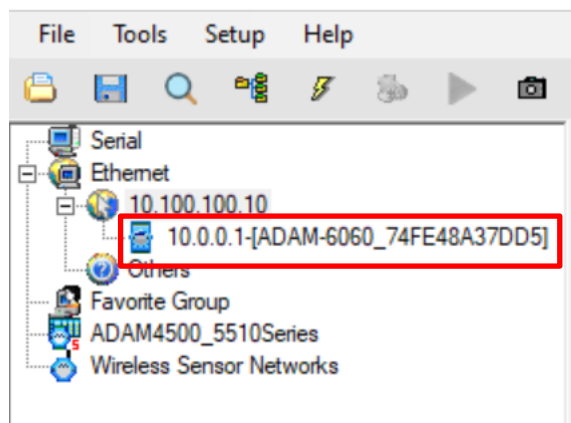 File Tools Setup Help
Serial
Ethernet
10.100.100.10
10.0.0.1-[ADAM-6060_74FE48A37DD5]
Others
Favorite Group
ADAM4500_5510Series
Wireless Sensor Networks